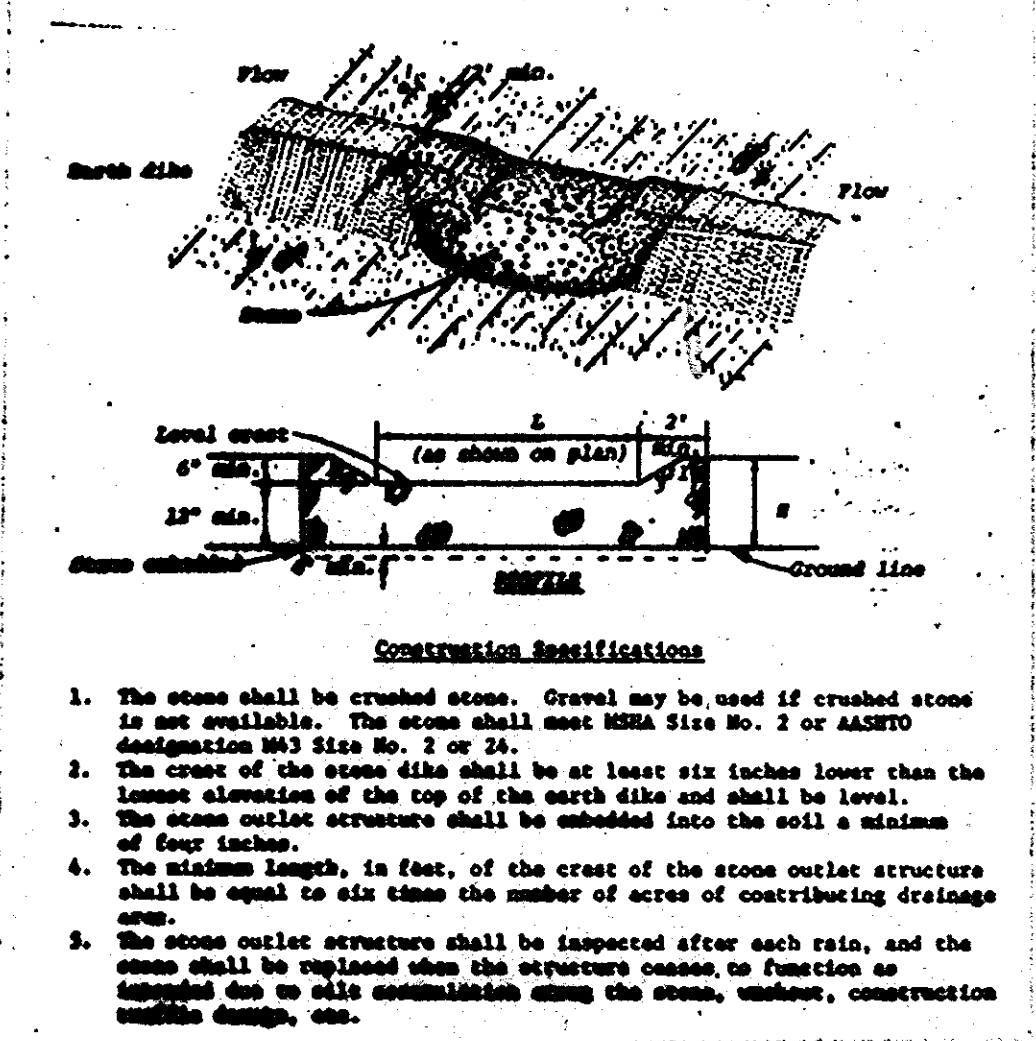 Flow
2' min.
Earth dike
Flow
Stone
L
2'
Level crest
(as shown on plan)
min.
6" min.
12" min.
Stone embedded
4" min.
PROFILE
Ground line
Construction Specifications
1. The stone shall be crushed stone. Gravel may be used if crushed stone
is not available. The stone shall meet MSHA Size No. 2 or AASHTO
designation M43 Size No. 2 or 24.
2. The crest of the stone dike shall be at least six inches lower than the
lowest elevation of the top of the earth dike and shall be level.
3. The stone outlet structure shall be embedded into the soil a minimum
of four inches.
4. The minimum length, in feet, of the crest of the stone outlet structure
shall be equal to six times the number of acres of contributing drainage
area.
5. The stone outlet structure shall be inspected after each rain, and the
stone shall be replaced when the structure ceases to function as
intended due to silt accumulation among the stone, washout, construction
traffic damage, etc.